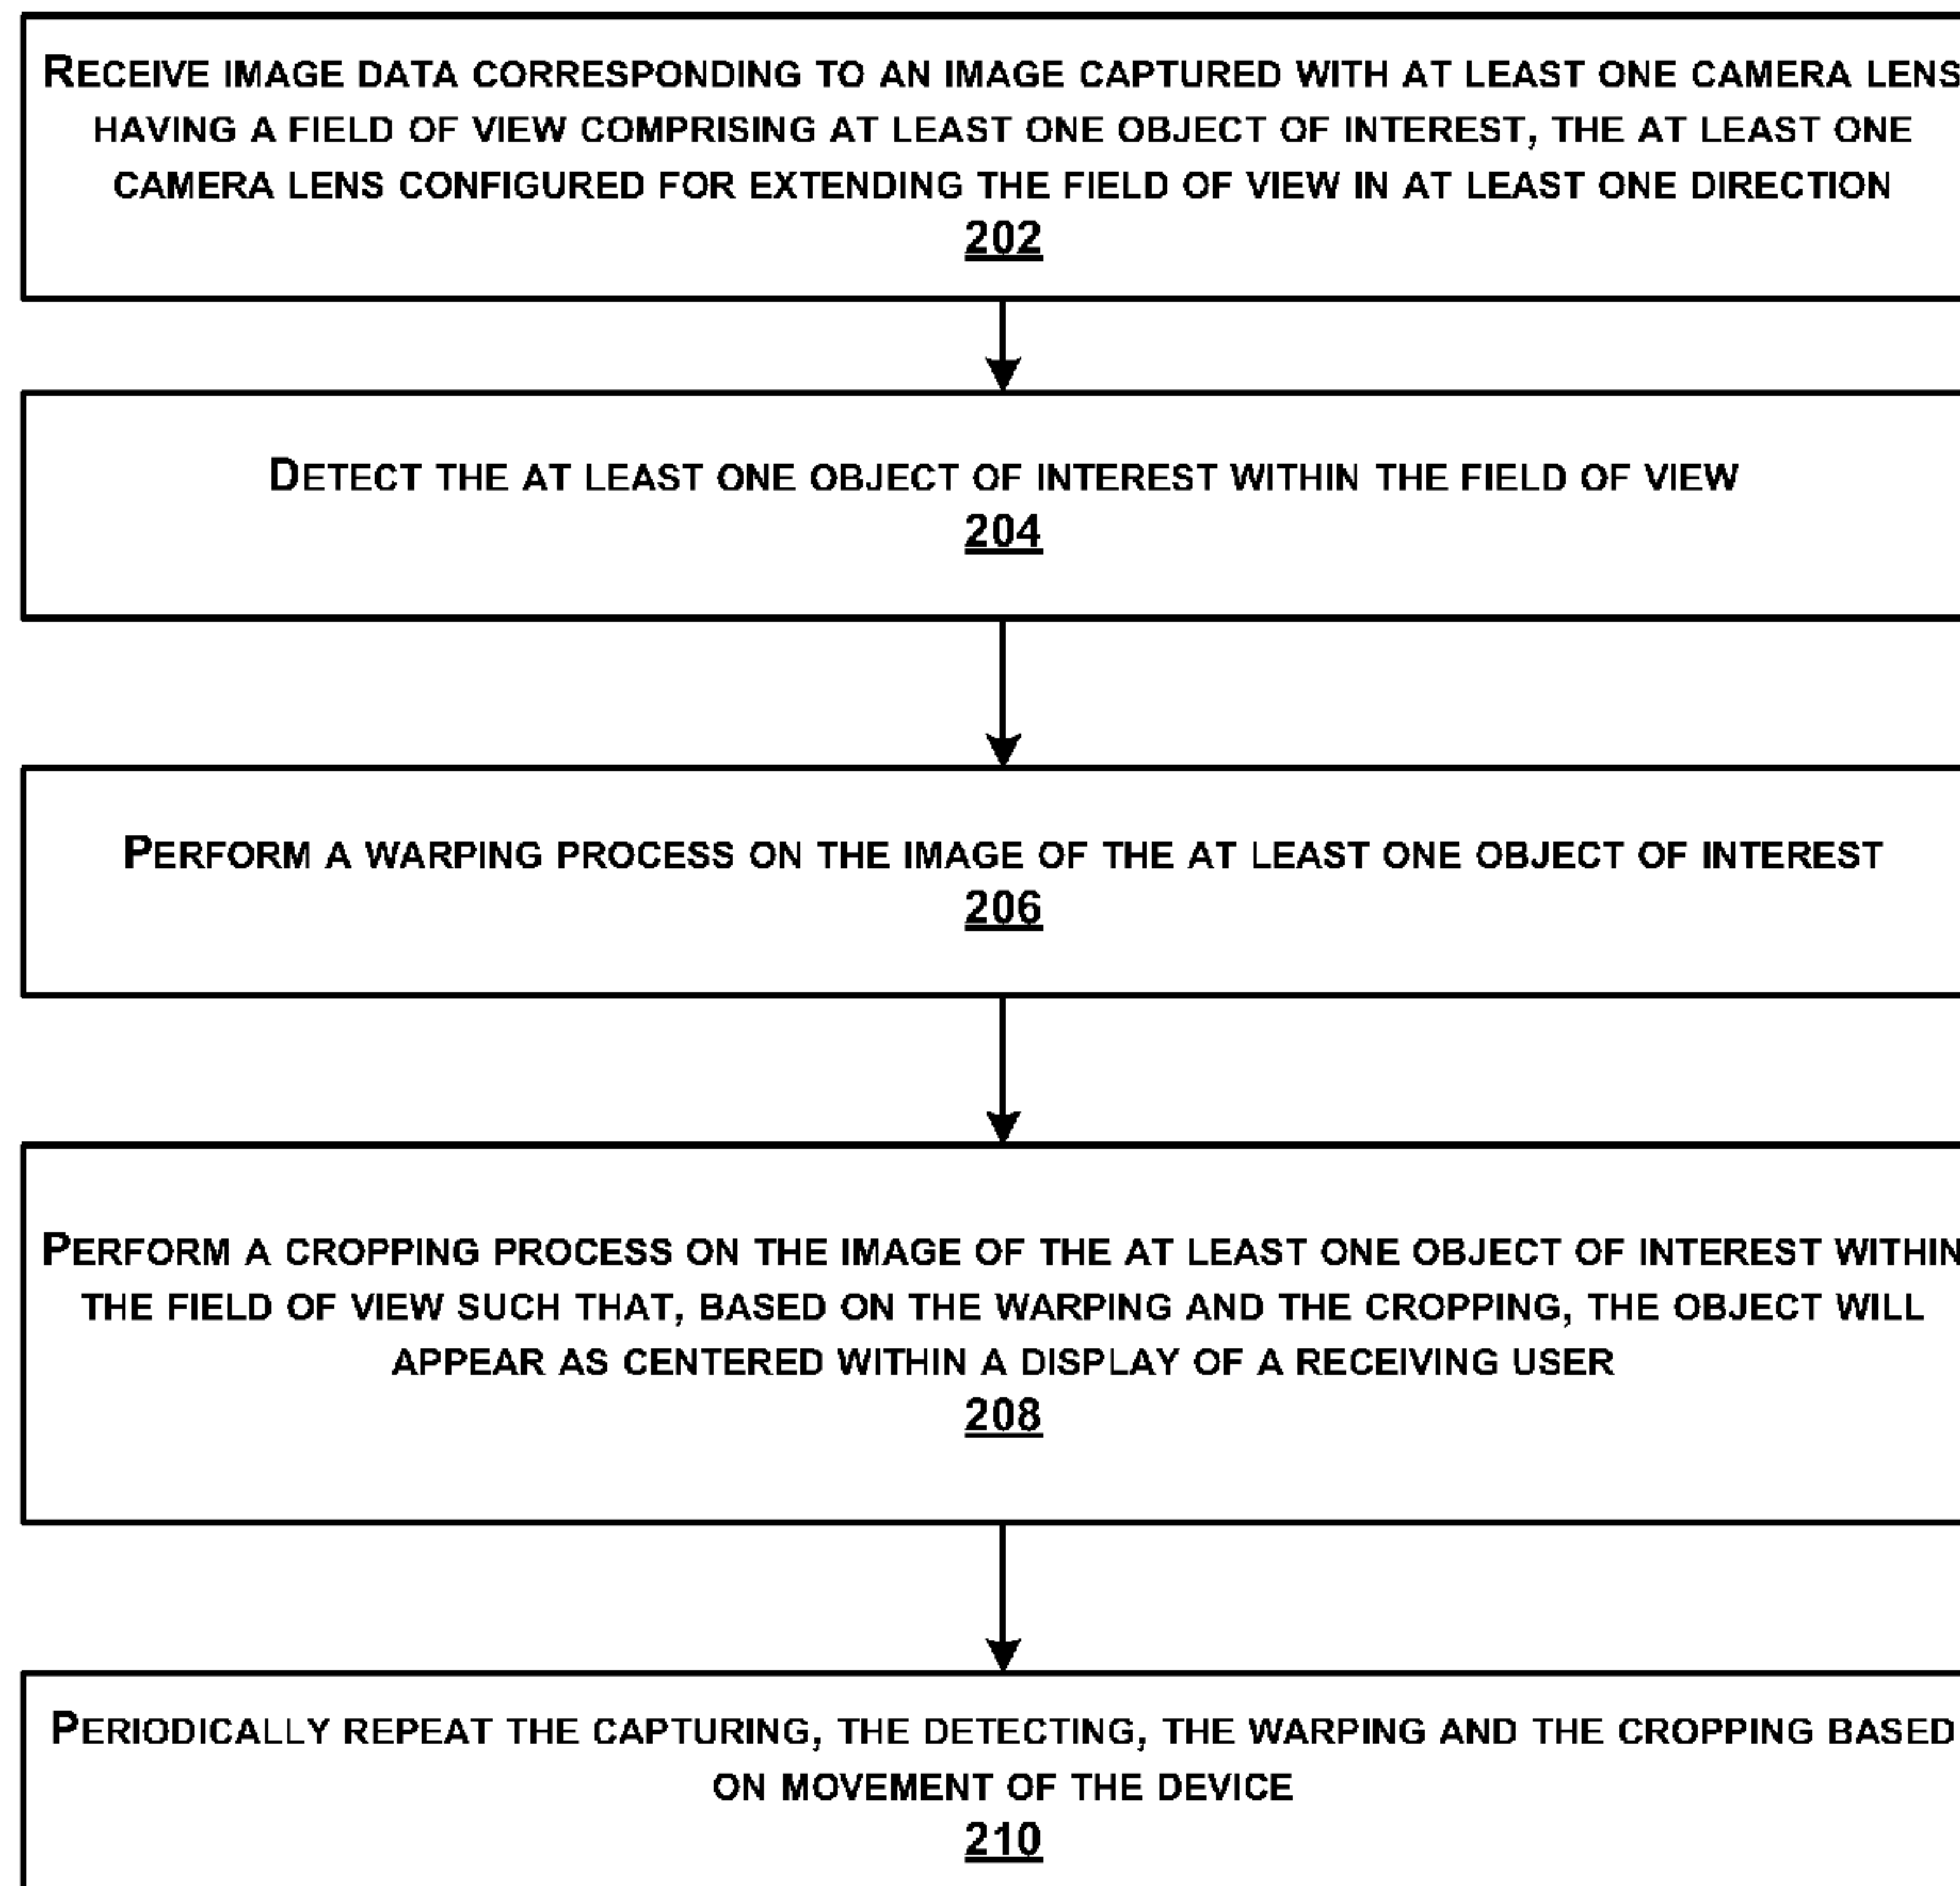 RECEIVE IMAGE DATA CORRESPONDING TO AN IMAGE CAPTURED WITH AT LEAST ONE CAMERA LENS
HAVING A FIELD OF VIEW COMPRISING AT LEAST ONE OBJECT OF INTEREST, THE AT LEAST ONE
CAMERA LENS CONFIGURED FOR EXTENDING THE FIELD OF VIEW IN AT LEAST ONE DIRECTION
202
DETECT THE AT LEAST ONE OBJECT OF INTEREST WITHIN THE FIELD OF VIEW
204
PERFORM A WARPING PROCESS ON THE IMAGE OF THE AT LEAST ONE OBJECT OF INTEREST
206
PERFORM A CROPPING PROCESS ON THE IMAGE OF THE AT LEAST ONE OBJECT OF INTEREST WITHIN
THE FIELD OF VIEW SUCH THAT, BASED ON THE WARPING AND THE CROPPING, THE OBJECT WILL
APPEAR AS CENTERED WITHIN A DISPLAY OF A RECEIVING USER
208
PERIODICALLY REPEAT THE CAPTURING, THE DETECTING, THE WARPING AND THE CROPPING BASED
ON MOVEMENT OF THE DEVICE
210